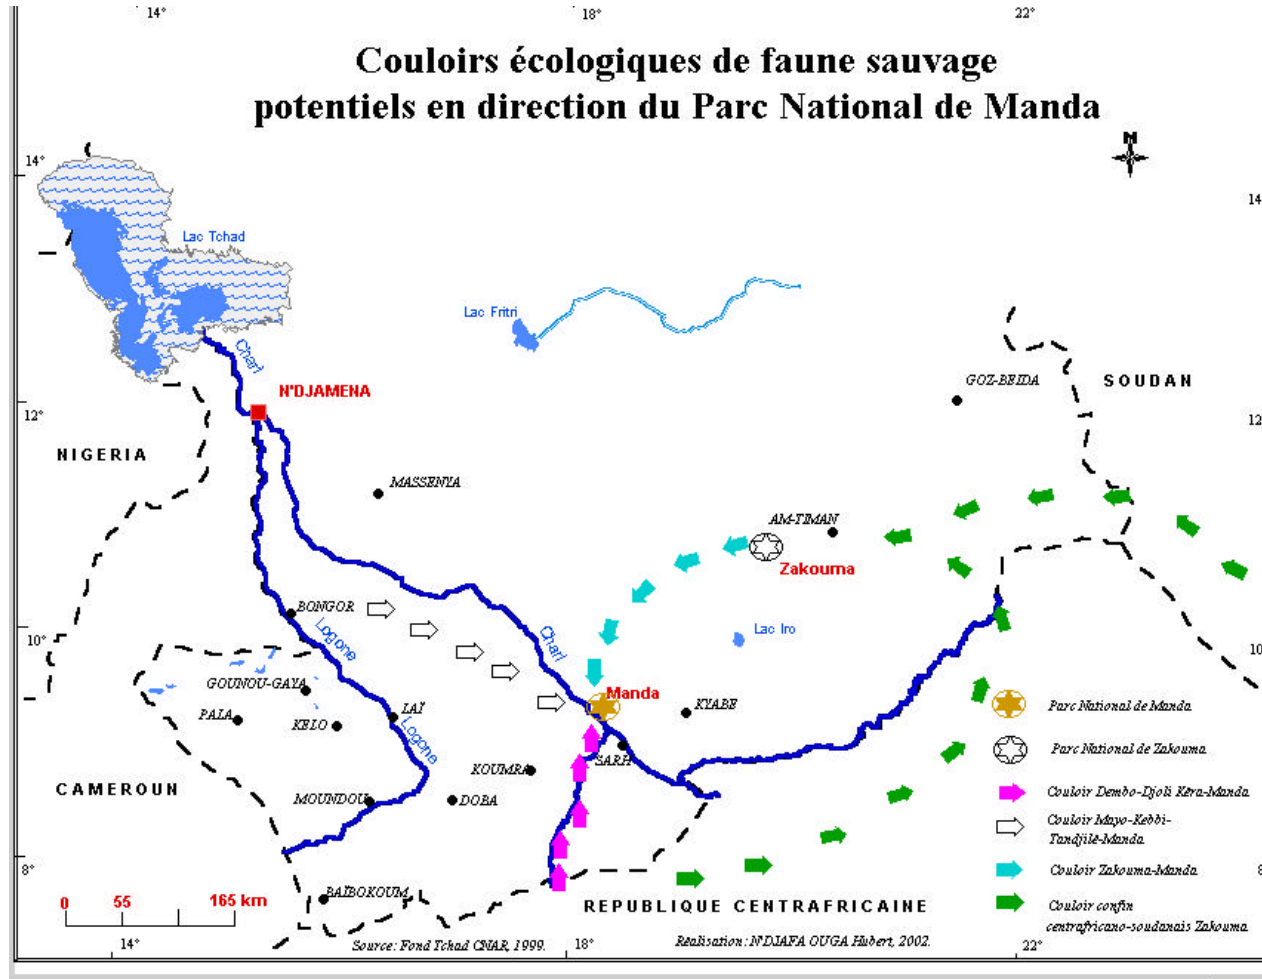 14°
18°
22°
Couloirs écologiques de faune sauvage
potentiels en direction du Parc National de Manda
N
14°
14
Lac Tchad
Lac Fritri
Chari
N'DJAMENA
GOZ-BEIDA
SOUDAN
12°
12
NIGERIA
MASSENYA
AM-TIMAN
Zakouma
BONGOR
Logone
Chari
Lac Iro
10°
10
GOUNOU-GAYA
Manda
PALA
KELO
LAÏ
Logone
KYABE
SARH
KOUMRA
CAMEROUN
MOUNDOU
DOBA
Parc National de Manda
Parc National de Zakouma
Couloir Dembo-Djoli Kéra-Manda
Couloir Mayo-Kebbi-
Tandjilé-Manda
Couloir Zakouma-Manda
Couloir confin
centrafricano-soudanais Zakouma
8°
8
BAÏBOKOUM
REPUBLIQUE CENTRAFRICAINE
0 55 165 km
Source: Fond Tchad CNAR, 1999.
Réalisation: N'DJAFA OUGA Hubert, 2002.
14°
18°
22°